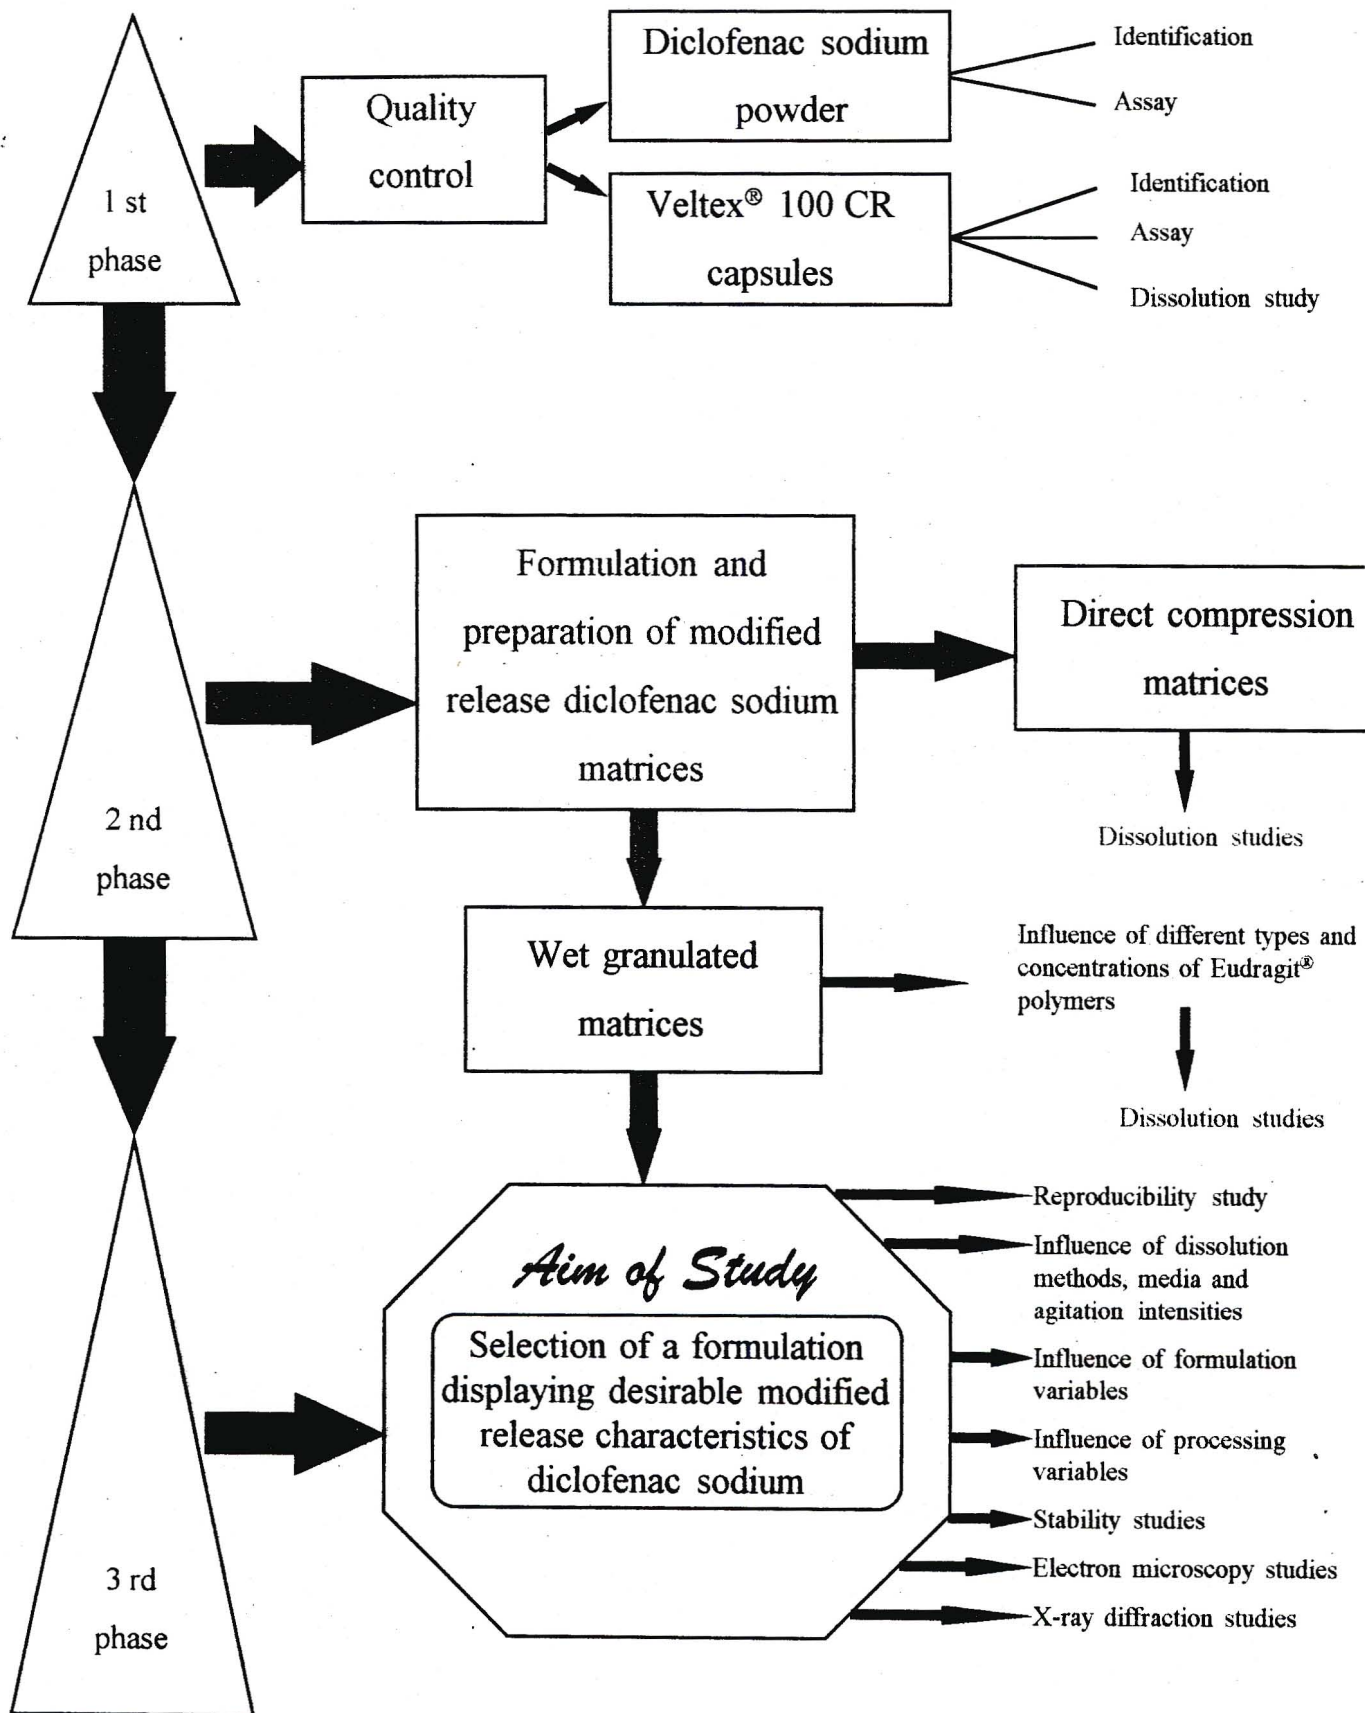 Diclofenac sodium
powder
Identification
Assay
Quality
control
Veltex® 100 CR
capsules
Identification
Assay
Dissolution study
1 st
phase
Formulation and
preparation of modified
release diclofenac sodium
matrices
Direct compression
matrices
Dissolution studies
2 nd
phase
Wet granulated
matrices
Influence of different types and
concentrations of Eudragit®
polymers
Dissolution studies
Aim of Study
Selection of a formulation
displaying desirable modified
release characteristics of
diclofenac sodium
Reproducibility study
Influence of dissolution
methods, media and
agitation intensities
Influence of formulation
variables
Influence of processing
variables
Stability studies
Electron microscopy studies
X-ray diffraction studies
3 rd
phase